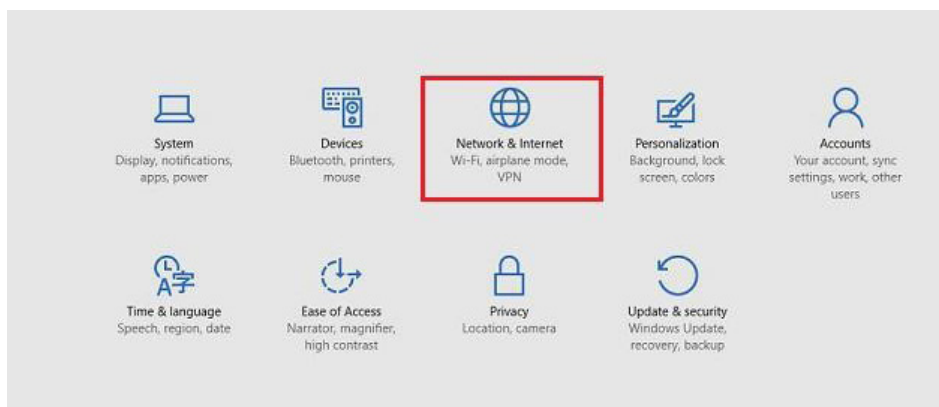 System
Display, notifications,
apps, power
Devices
Bluetooth, printers,
mouse
Network & Internet
Wi-Fi, airplane mode,
VPN
Personalization
Background, lock
screen, colors
Accounts
Your account, sync
settings, work, other
users
A字
Time & language
Speech, region, date
Ease of Access
Narrator, magnifier,
high contrast
Privacy
Location, camera
Update & security
Windows Update,
recovery, backup